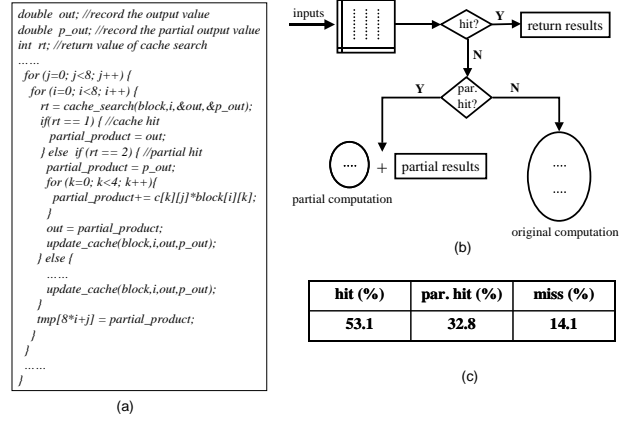 double out; //record the output value
double p_out; //record the partial output value
int rt; //return value of cache search
......
for (j=0; j<8; j++) {
for (i=0; i<8; i++) {
rt = cache_search(block,i,&out,&p_out);
if(rt == 1) { //cache hit
partial_product = out;
} else if (rt == 2) { //partial hit
partial_product = p_out;
for (k=0; k<4; k++){
partial_product+= c[k][j]*block[i][k];
}
out = partial_product;
update_cache(block,i,out,p_out);
} else {
......
update_cache(block,i,out,p_out);
}
tmp[8*i+j] = partial_product;
}
}
......
}
(a)
inputs
hit?
Y
return results
N
par.
hit?
Y
N
....
+
partial results
partial computation
....
....
original computation
(b)
hit (%) par. hit (%) miss (%)
53.1 32.8 14.1
(c)